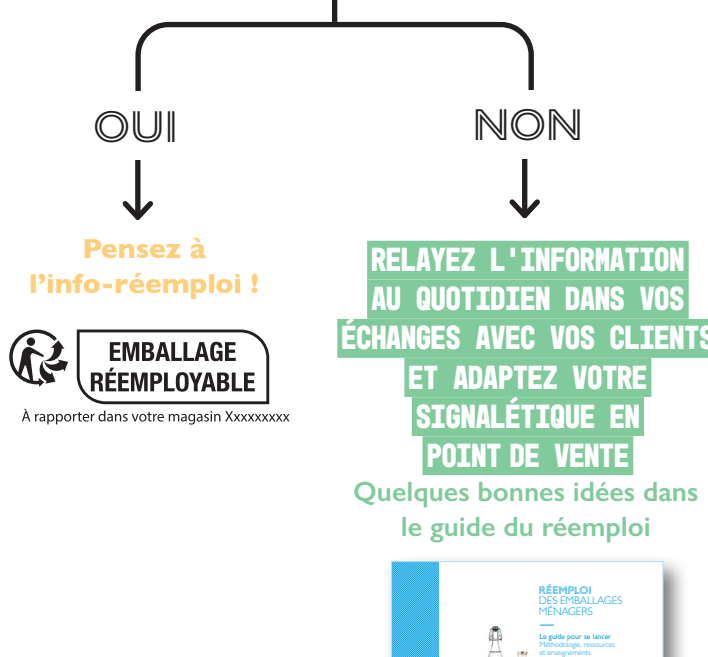 OUI
Pensez à
l’info-réemploi !
EMBALLAGE
RÉEMPLOYABLE
À rapporter dans votre magasin Xxxxxxxxx
NON
RELAYEZ L'INFORMATION
AU QUOTIDIEN DANS VOS
ÉCHANGES AVEC VOS CLIENTS
ET ADAPTEZ VOTRE
SIGNALÉTIQUE EN
POINT DE VENTE
Quelques bonnes idées dans
le guide du réemploi
RÉEMPLOI
DES EMBALLAGES
MÉNAGERS
Le guide pour se lancer
Méthodologie, ressources
et enseignements